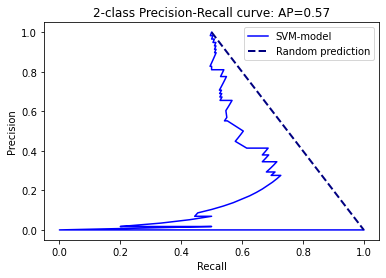 2-class Precision-Recall curve: AP=0.57
SVM-model
Random prediction
Precision
1.0
0.8
0.6
0.4
0.2
0.0
0.0 0.2 0.4 0.6 0.8 1.0
Recall